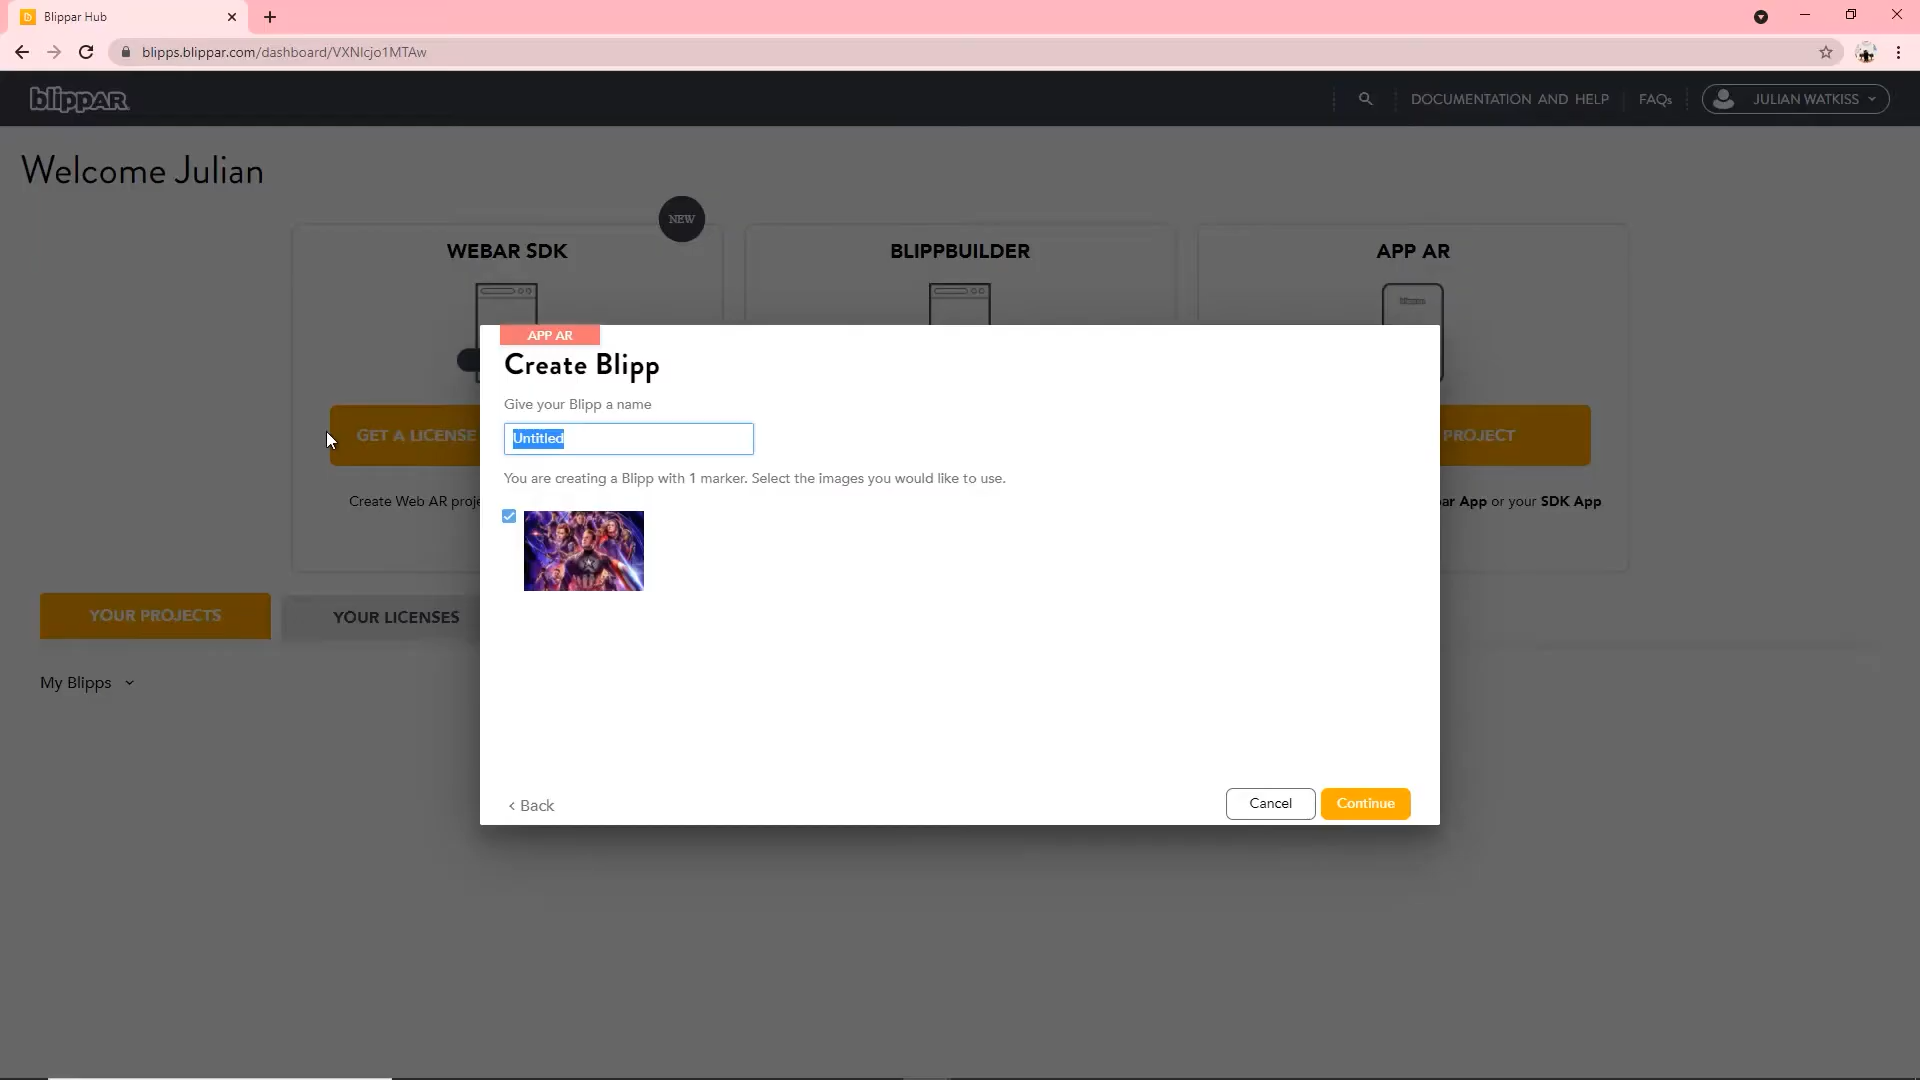 Blippar Hub
blipps.blippar.com/dashboard/VXNlcjo1MTAw
blippAR
DOCUMENTATION AND HELP
FAQs
JULIAN WATKISS
Welcome Julian
NEW
WEBAR SDK
BLIPPBUILDER
APP AR
blippar
APP AR
Create Blipp
Give your Blipp a name
GET A LICENSE
Untitled
PROJECT
You are creating a Blipp with 1 marker. Select the images you would like to use.
Create Web AR proje
ar App or your SDK App
YOUR PROJECTS
YOUR LICENSES
My Blipps
< Back
Cancel
Continue